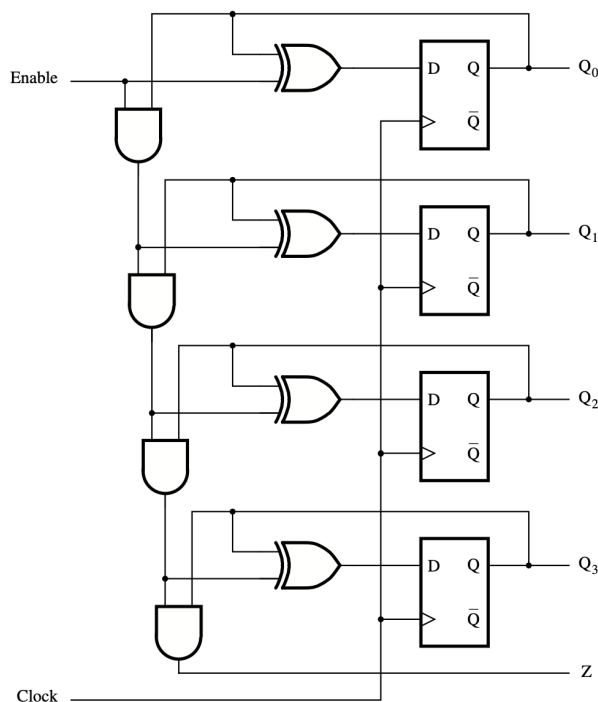 D Q Q₀
Enable
Q̅
D Q Q₁
Q̅
D Q Q₂
Q̅
D Q Q₃
Q̅
Z
Clock